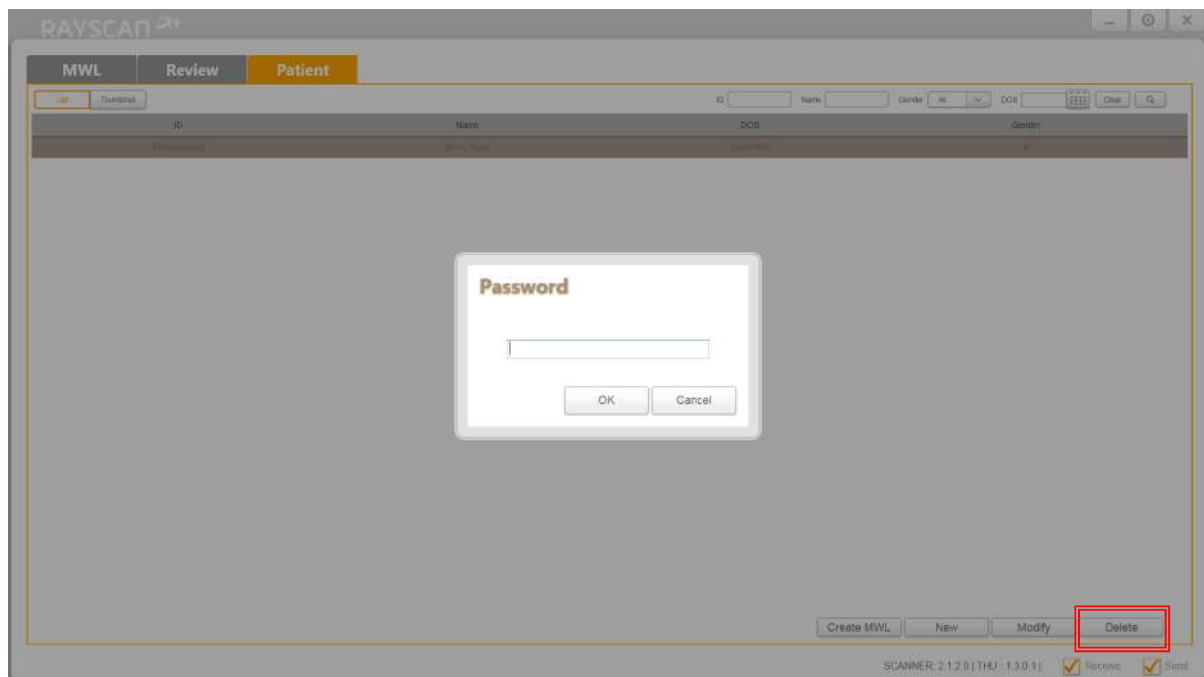 RAYSCAN α+
MWL Review Patient
List Thumbnail ID Name Gender All DOB Clear
ID Name DOB Gender
Password
OK Cancel
Create MWL New Modify Delete
SCANNER: 2.1.2.0 | THU : 1.3.0.1 | Receive Send